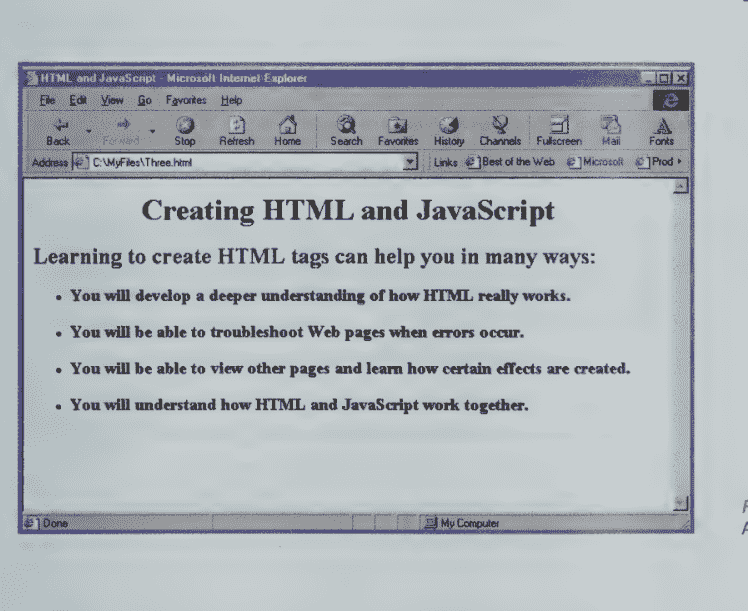 HTML and JavaScript - Microsoft Internet Explorer
File Edit View Go Favorites Help
Back Forward Stop Refresh Home Search Favorites History Channels Fullscreen Mail Fonts
Address C:\MyFiles\Three.html Links Best of the Web Microsoft Prod
Creating HTML and JavaScript
Learning to create HTML tags can help you in many ways:
• You will develop a deeper understanding of how HTML really works.
• You will be able to troubleshoot Web pages when errors occur.
• You will be able to view other pages and learn how certain effects are created.
• You will understand how HTML and JavaScript work together.
Done My Computer